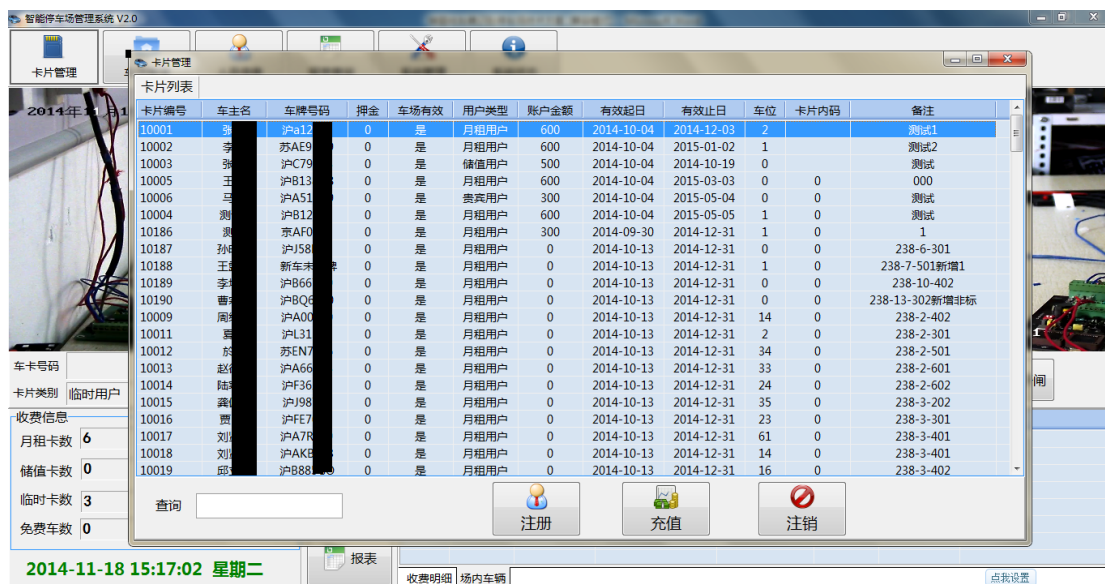 智能停车场管理系统 V2.0
卡片管理
卡片管理
卡片列表
卡片编号 车主名 车牌号码 押金 车场有效 用户类型 账户金额 有效起日 有效止日 车位 卡片内码 备注
10001 张 沪a12 0 是 月租用户 600 2014-10-04 2014-12-03 2 测试1
10002 李 苏AE9 0 是 月租用户 600 2014-10-04 2015-01-02 1 测试2
10003 张 沪C79 0 是 储值用户 500 2014-10-04 2014-10-19 0 测试
10005 王 沪B13 0 是 月租用户 600 2014-10-04 2015-03-03 0 0 000
10006 马 沪A51 0 是 贵宾用户 300 2014-10-04 2015-05-04 0 0 测试
10004 测 沪B12 0 是 月租用户 600 2014-10-04 2015-05-05 1 0 测试
10186 测 京AF0 0 是 月租用户 300 2014-09-30 2014-12-31 1 0 1
10187 孙 沪J58 0 是 月租用户 0 2014-10-13 2014-12-31 0 0 238-6-301
10188 王 新车未 牌 0 是 月租用户 0 2014-10-13 2014-12-31 1 0 238-7-501新增1
10189 李 沪B66 0 是 月租用户 0 2014-10-13 2014-12-31 0 0 238-10-402
10190 曹 沪BQ6 0 是 月租用户 0 2014-10-13 2014-12-31 0 0 238-13-302新增非标
10009 周 沪A00 0 是 月租用户 0 2014-10-13 2014-12-31 14 0 238-2-402
10011 夏 沪L31 0 是 月租用户 0 2014-10-13 2014-12-31 2 0 238-2-301
10012 苏EN7 0 是 月租用户 0 2014-10-13 2014-12-31 34 0 238-2-501
10013 赵 沪A66 0 是 月租用户 0 2014-10-13 2014-12-31 33 0 238-2-601
10014 陆 沪F36 0 是 月租用户 0 2014-10-13 2014-12-31 24 0 238-2-602
10015 龚 沪J98 0 是 月租用户 0 2014-10-13 2014-12-31 35 0 238-3-202
10016 贾 沪FE7 0 是 月租用户 0 2014-10-13 2014-12-31 23 0 238-3-301
10017 刘 沪A7R 0 是 月租用户 0 2014-10-13 2014-12-31 61 0 238-3-401
10018 刘 沪AKB 0 是 月租用户 0 2014-10-13 2014-12-31 14 0 238-3-401
10019 邱 沪B88 0 是 月租用户 0 2014-10-13 2014-12-31 16 0 238-3-402
查询
注册 充值 注销
2014年
车卡号码
卡片类别 临时用户
闸
收费信息
月租卡数 6
储值卡数 0
临时卡数 3
免费车数 0
2014-11-18 15:17:02 星期二
报表
收费明细 场内车辆 点我设置